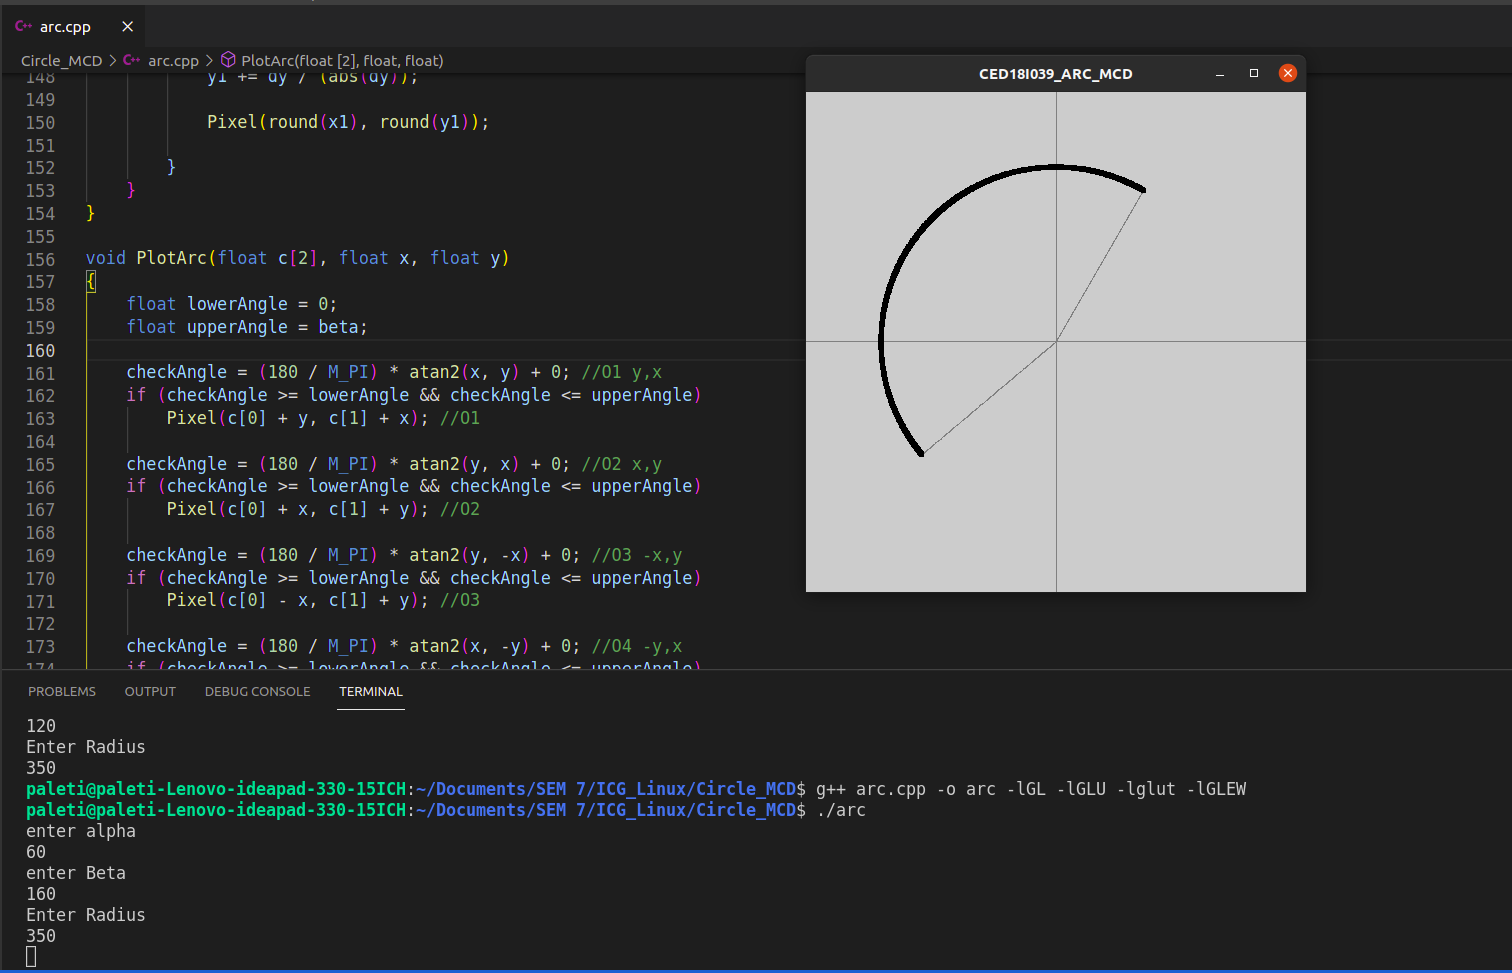 arc.cpp
Circle_MCD > arc.cpp > PlotArc(float [2], float, float)
148 y1 += dy / (abs(dy));
149
150 Pixel(round(x1), round(y1));
151
152 }
153 }
154 }
155
156 void PlotArc(float c[2], float x, float y)
157 {
158 float lowerAngle = 0;
159 float upperAngle = beta;
160
161 checkAngle = (180 / M_PI) * atan2(x, y) + 0; //O1 y,x
162 if (checkAngle >= lowerAngle && checkAngle <= upperAngle)
163 Pixel(c[0] + y, c[1] + x); //O1
164
165 checkAngle = (180 / M_PI) * atan2(y, x) + 0; //O2 x,y
166 if (checkAngle >= lowerAngle && checkAngle <= upperAngle)
167 Pixel(c[0] + x, c[1] + y); //O2
168
169 checkAngle = (180 / M_PI) * atan2(y, -x) + 0; //O3 -x,y
170 if (checkAngle >= lowerAngle && checkAngle <= upperAngle)
171 Pixel(c[0] - x, c[1] + y); //O3
172
173 checkAngle = (180 / M_PI) * atan2(x, -y) + 0; //O4 -y,x
174 if (checkAngle >= lowerAngle && checkAngle <= upperAngle)
CED18I039_ARC_MCD
PROBLEMS OUTPUT DEBUG CONSOLE TERMINAL
120
Enter Radius
350
paleti@paleti-Lenovo-ideapad-330-15ICH:~/Documents/SEM 7/ICG_Linux/Circle_MCD$ g++ arc.cpp -o arc -lGL -lGLU -lglut -lGLEW
paleti@paleti-Lenovo-ideapad-330-15ICH:~/Documents/SEM 7/ICG_Linux/Circle_MCD$ ./arc
enter alpha
60
enter Beta
160
Enter Radius
350